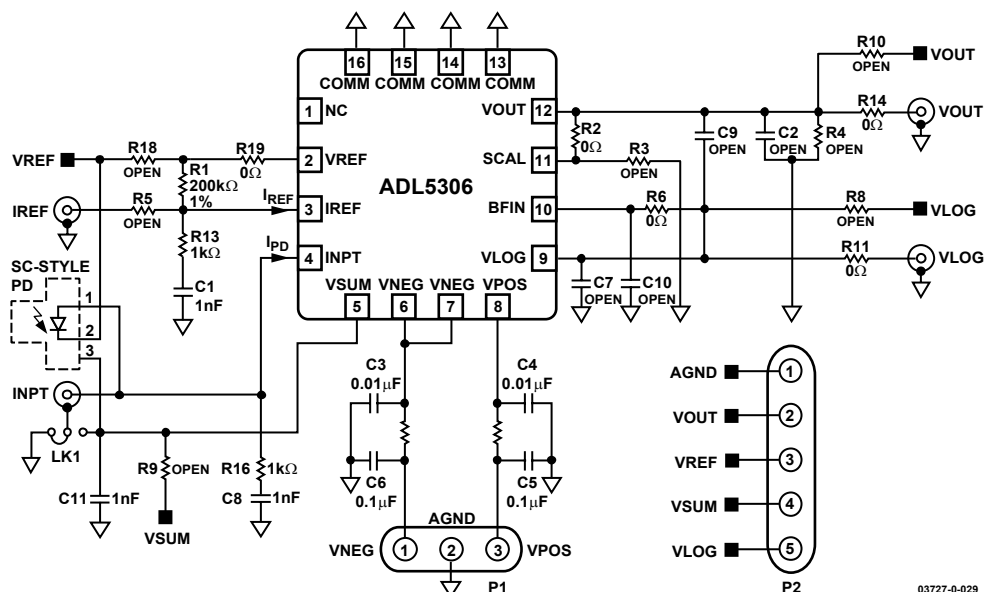 16 15 14 13
COMM COMM COMM COMM
R10
OPEN
VOUT
1 NC
VOUT 12
R14
0Ω
VOUT
R2
0Ω
C9
OPEN
C2
OPEN
R4
OPEN
VREF
R18
OPEN
R19
0Ω
2 VREF
SCAL 11
R3
OPEN
R1
200kΩ
1%
ADL5306
IREF
R5
OPEN
IREF
3 IREF
BFIN 10
R6
0Ω
R8
OPEN
VLOG
R13
1kΩ
IPD
4 INPT
VLOG 9
R11
0Ω
VLOG
SC-STYLE
PD
1
2
3
C1
1nF
VSUM VNEG VNEG VPOS
5 6 7 8
C7
OPEN
C10
OPEN
C3
0.01μF
C4
0.01μF
AGND 1
INPT
VOUT 2
LK1
R9 OPEN
R16 1kΩ
C6
0.1μF
C5
0.1μF
VREF 3
C11 1nF
C8 1nF
VSUM
AGND
VSUM 4
VNEG 1 2 3 VPOS
VLOG 5
P1
P2
03727-0-029